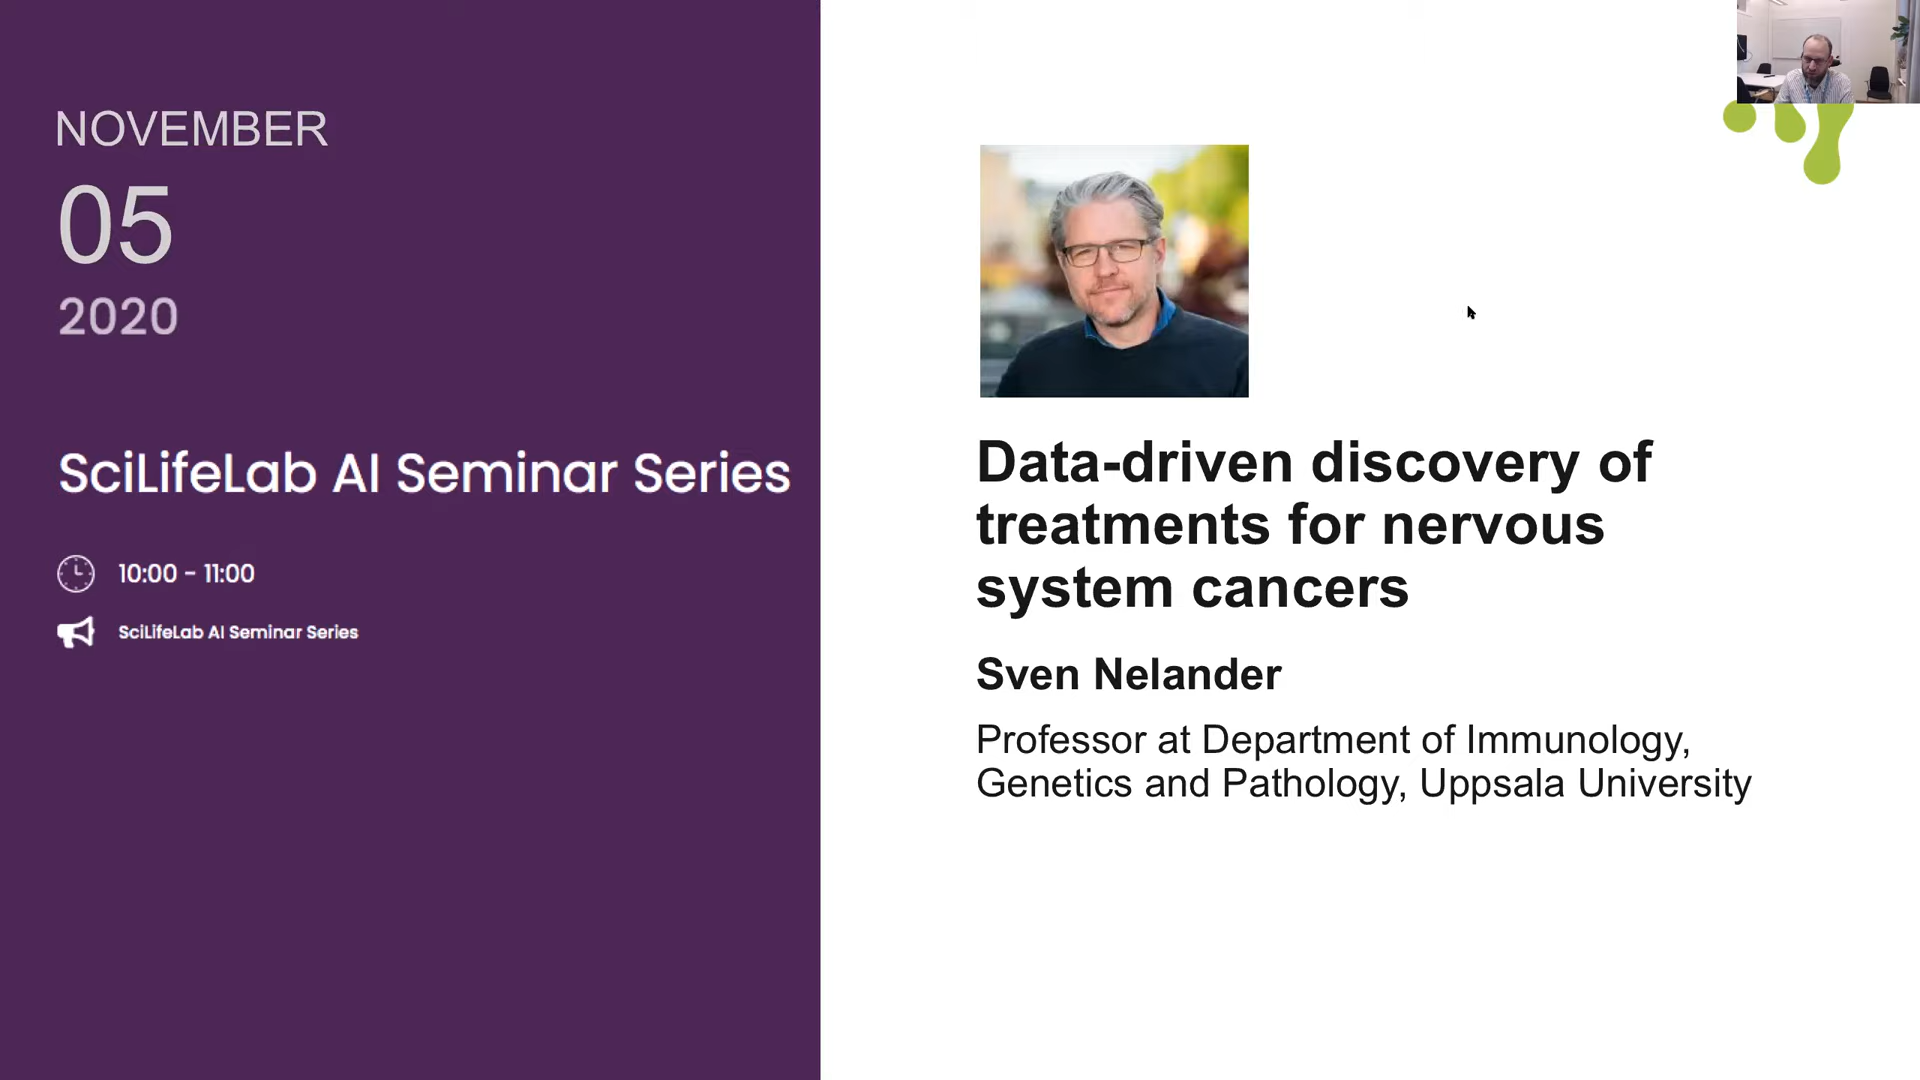 NOVEMBER
05
2020
SciLifeLab AI Seminar Series
10:00 - 11:00
SciLifeLab AI Seminar Series
Data-driven discovery of
treatments for nervous
system cancers
Sven Nelander
Professor at Department of Immunology,
Genetics and Pathology, Uppsala University